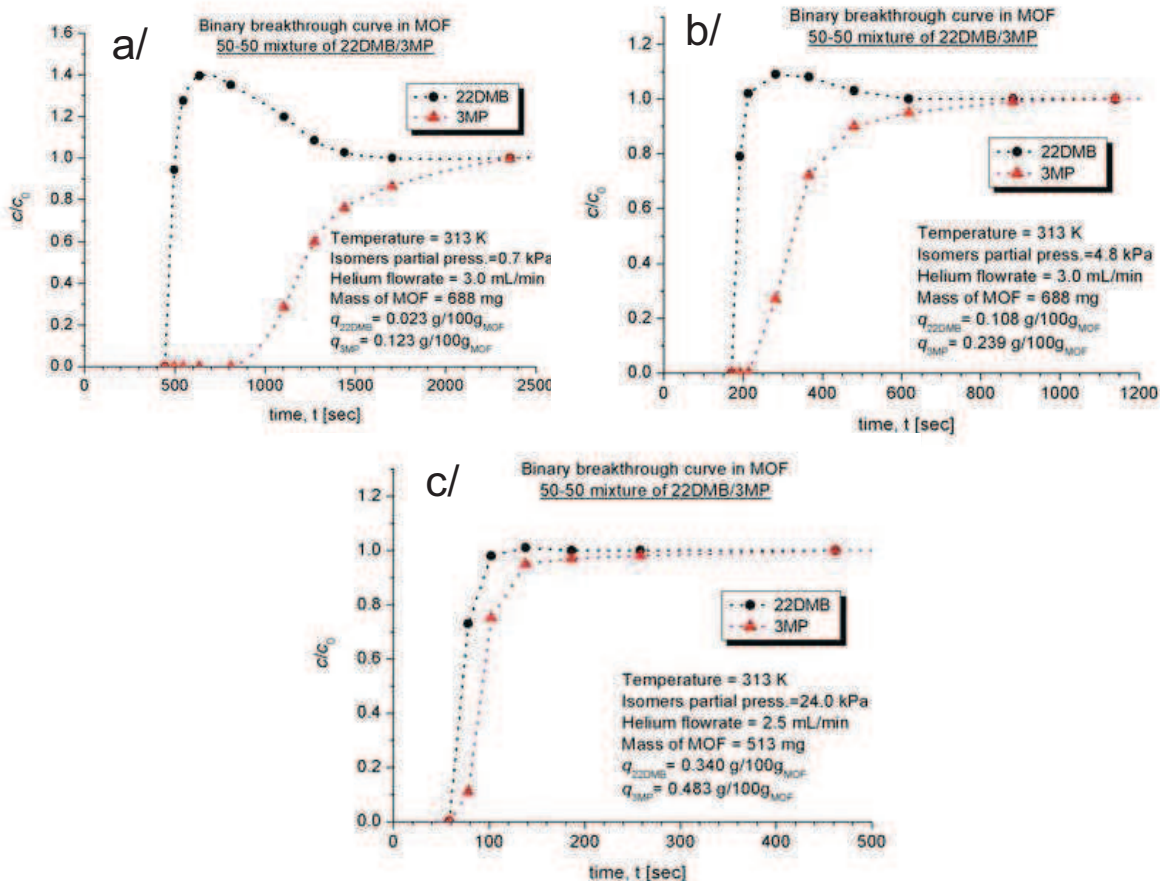 a/
Binary breakthrough curve in MOF
50-50 mixture of 22DMB/3MP
1.6
1.4
1.2
1.0
0.8
0.6
0.4
0.2
0.0
c/c0
22DMB
3MP
Temperature = 313 K
Isomers partial press.=0.7 kPa
Helium flowrate = 3.0 mL/min
Mass of MOF = 688 mg
q22DMB = 0.023 g/100gMOF
q3MP = 0.123 g/100gMOF
0 500 1000 1500 2000 2500
time, t [sec]
b/
Binary breakthrough curve in MOF
50-50 mixture of 22DMB/3MP
1.2
1.0
0.8
0.6
0.4
0.2
0.0
c/c0
22DMB
3MP
Temperature = 313 K
Isomers partial press.=4.8 kPa
Helium flowrate = 3.0 mL/min
Mass of MOF = 688 mg
q22DMB = 0.108 g/100gMOF
q3MP = 0.239 g/100gMOF
0 200 400 600 800 1000 1200
time, t [sec]
c/
Binary breakthrough curve in MOF
50-50 mixture of 22DMB/3MP
1.2
1.0
0.8
0.6
0.4
0.2
0.0
c/c0
22DMB
3MP
Temperature = 313 K
Isomers partial press.=24.0 kPa
Helium flowrate = 2.5 mL/min
Mass of MOF = 513 mg
q22DMB = 0.340 g/100gMOF
q3MP = 0.483 g/100gMOF
0 100 200 300 400 500
time, t [sec]